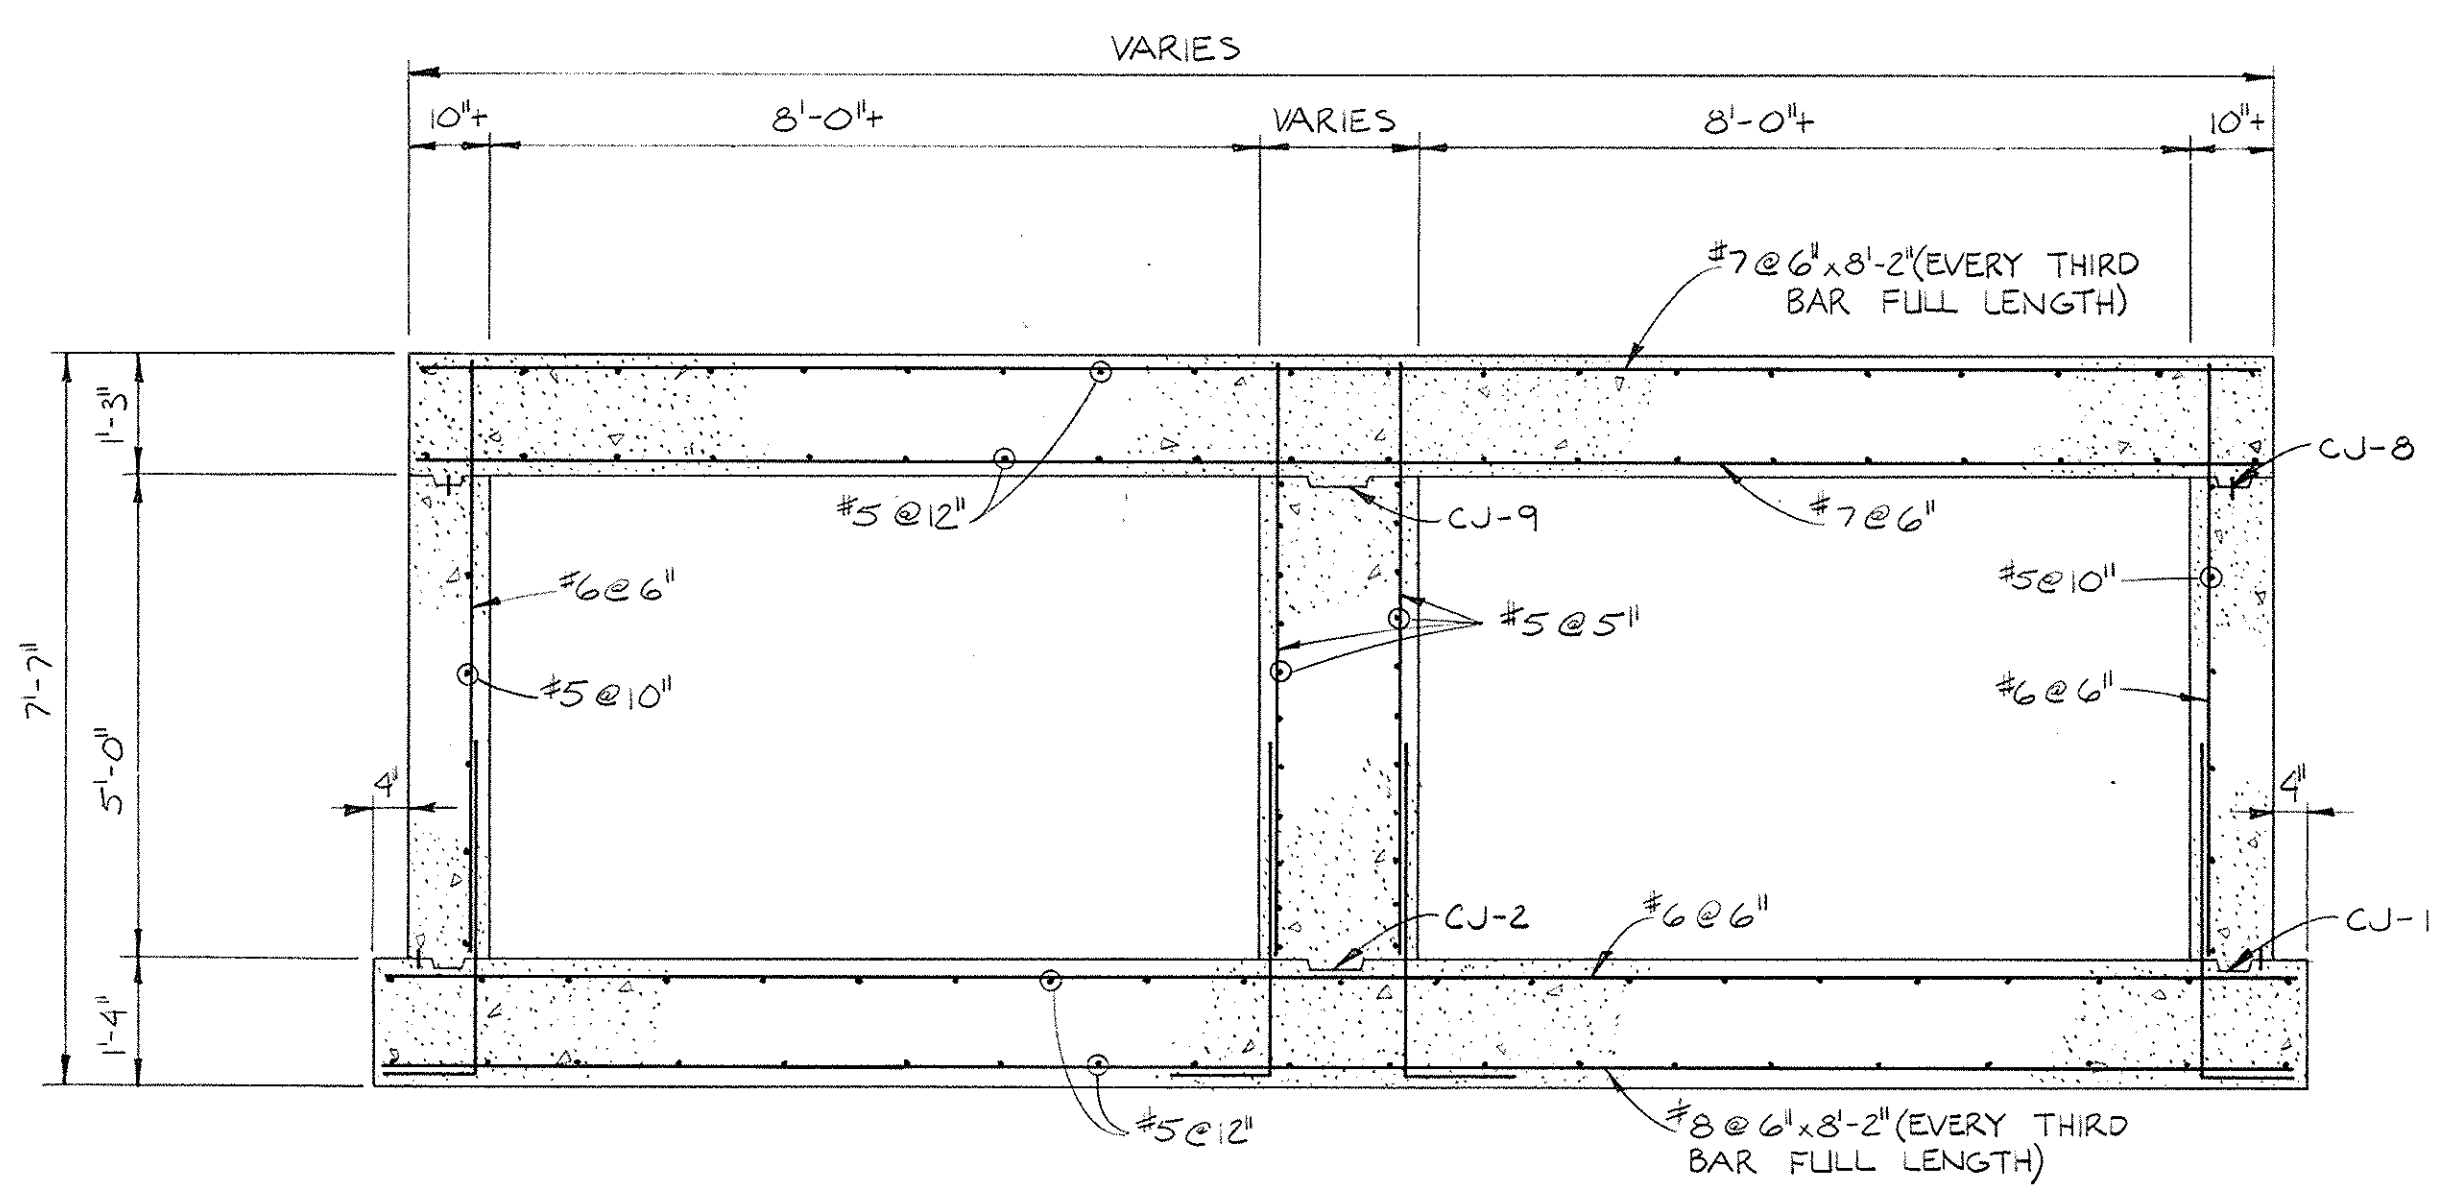 VARIES
10"+
8'-0"+
VARIES
8'-0"+
10"+
#7@6"x8'-2"(EVERY THIRD
BAR FULL LENGTH)
1'-3"
CJ-8
#5@12"
CJ-9
#7@6"
#6@6"
#5@10"
#5@5"
7'-7"
#5@10"
#6@6"
5'-0"
4"
4"
#6@6"
CJ-2
CJ-1
1'-4"
#5@12"
#8@6"x8'-2"(EVERY THIRD
BAR FULL LENGTH)